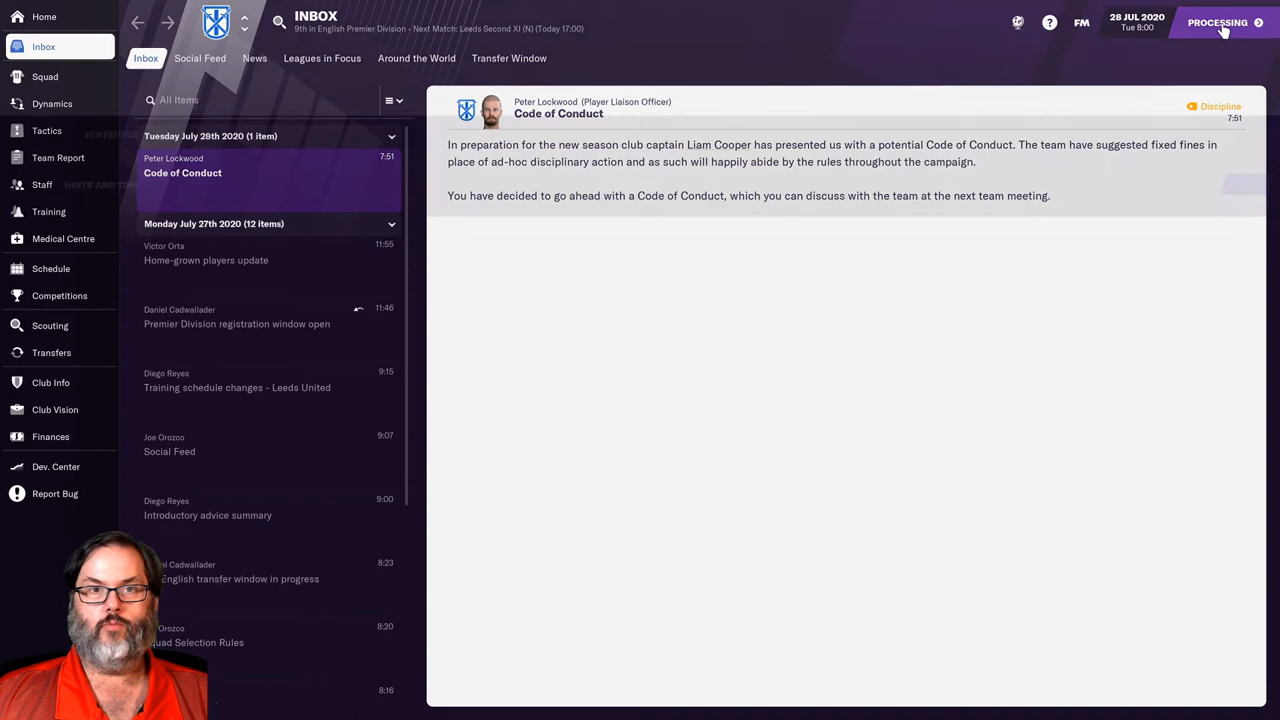 Home
Inbox
Squad
Dynamics
Tactics
Team Report
Staff
Training
Medical Centre
Schedule
Competitions
Scouting
Transfers
Club Info
Club Vision
Finances
Dev. Center
Report Bug
INBOX
9th in English Premier Division - Next Match: Leeds Second XI (N) (Today 17:00)
?
FM
28 JUL 2020
Tue 8:00
PROCESSING
Inbox
Social Feed
News
Leagues in Focus
Around the World
Transfer Window
All Items
Tuesday July 28th 2020 (1 item)
Peter Lockwood
7:51
Code of Conduct
Monday July 27th 2020 (12 items)
Victor Orta
11:55
Home-grown players update
Daniel Cadwallader
11:46
Premier Division registration window open
Diego Reyes
9:15
Training schedule changes - Leeds United
Joe Orozco
9:07
Social Feed
Diego Reyes
9:00
Introductory advice summary
Cadwallader
8:23
English transfer window in progress
Orozco
8:20
Squad Selection Rules
8:16
Peter Lockwood (Player Liaison Officer)
Code of Conduct
Discipline
7:51
In preparation for the new season club captain Liam Cooper has presented us with a potential Code of Conduct. The team have suggested fixed fines in
place of ad-hoc disciplinary action and as such will happily abide by the rules throughout the campaign.
You have decided to go ahead with a Code of Conduct, which you can discuss with the team at the next team meeting.